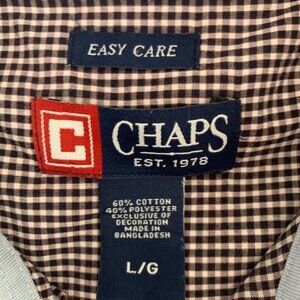 EASY CARE
C CHAPS
EST. 1978
60% COTTON
40% POLYESTER
EXCLUSIVE OF
DECORATION
MADE IN
BANGLADESH
L/G